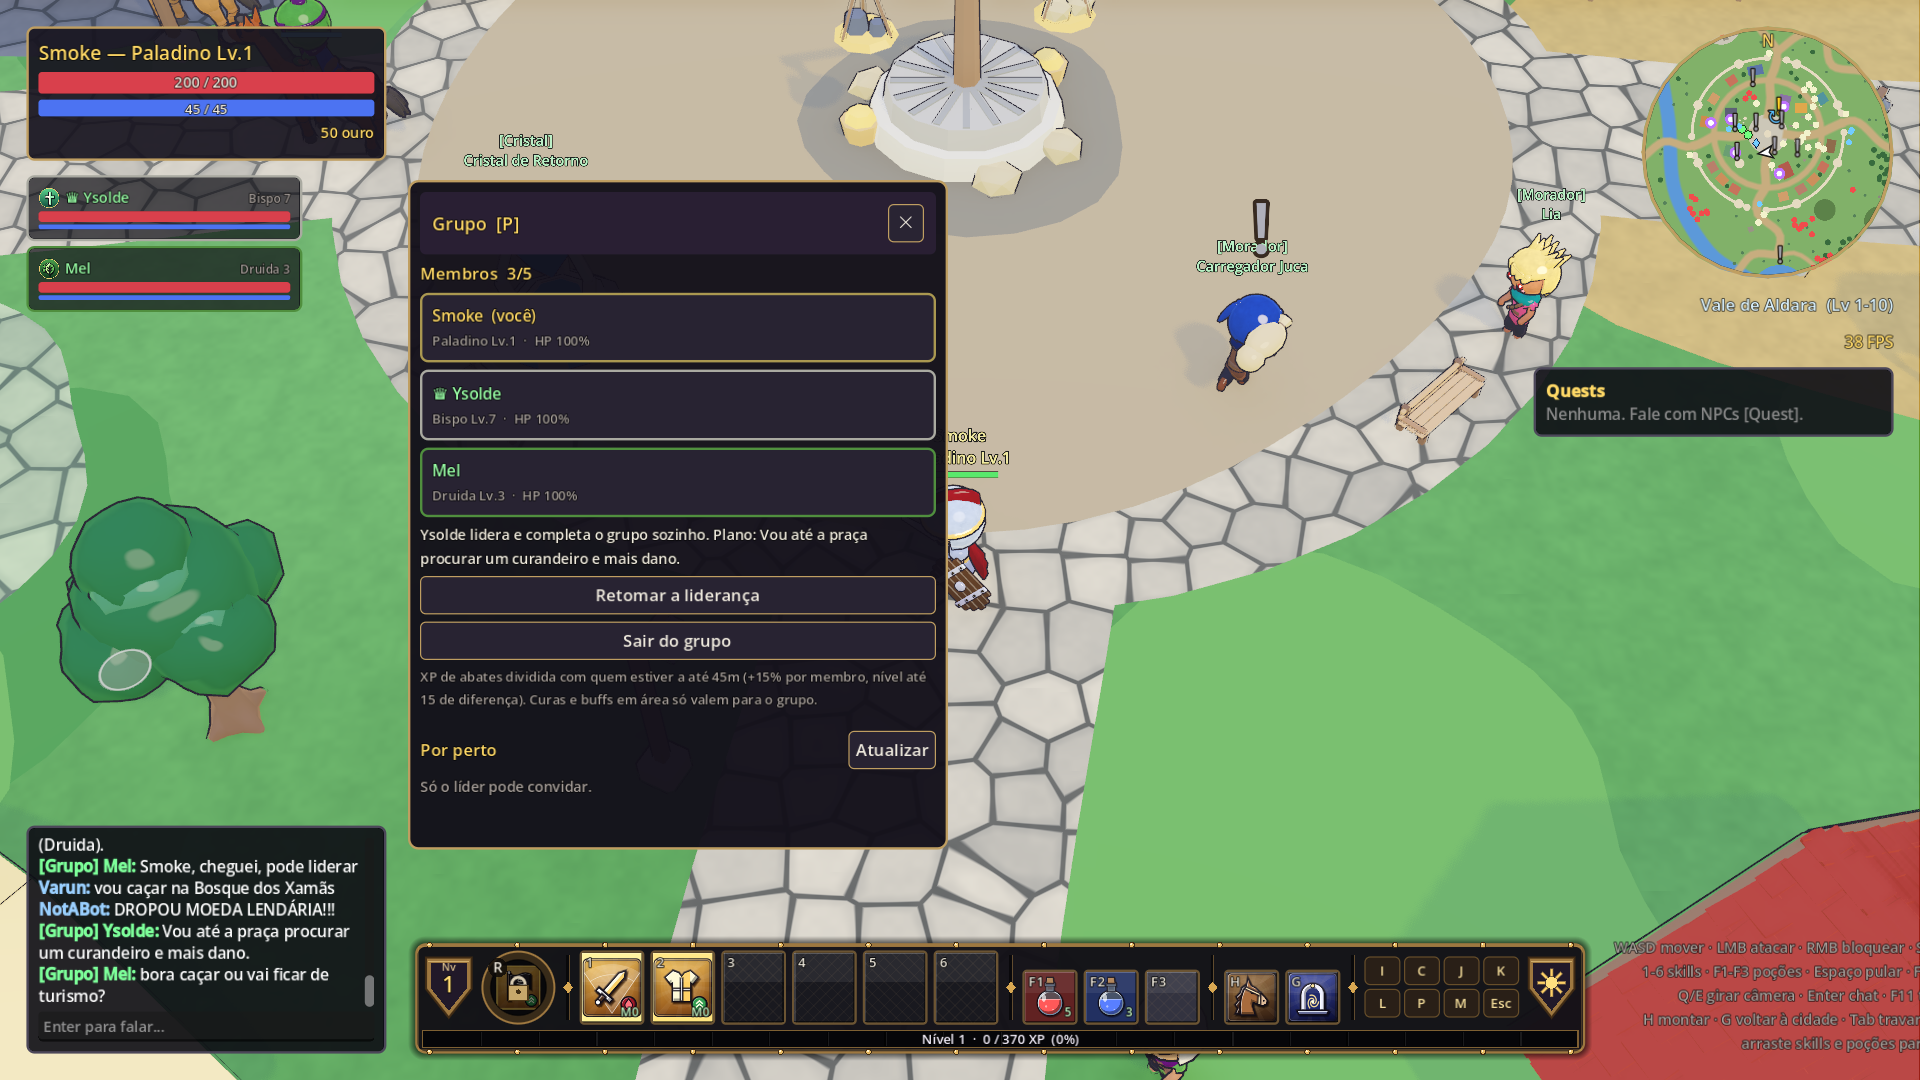 Smoke — Paladino Lv.1
200 / 200
45 / 45
50 ouro
Ysolde
Bispo 7
Mel
Druida 3
[Cristal]
Cristal de Retorno
Grupo [P]
Membros 3/5
Smoke (você)
Paladino Lv.1 · HP 100%
Ysolde
Bispo Lv.7 · HP 100%
Mel
Druida Lv.3 · HP 100%
Ysolde lidera e completa o grupo sozinho. Plano: Vou até a praça
procurar um curandeiro e mais dano.
Retomar a liderança
Sair do grupo
XP de abates dividida com quem estiver a até 45m (+15% por membro, nível até
15 de diferença). Curas e buffs em área só valem para o grupo.
Por perto
Atualizar
Só o líder pode convidar.
[Morador]
Carregador Juca
[Morador]
Lia
moke
dino Lv.1
N
Vale de Aldara (Lv 1-10)
38 FPS
Quests
Nenhuma. Fale com NPCs [Quest].
(Druida).
[Grupo] Mel: Smoke, cheguei, pode liderar
Varun: vou caçar na Bosque dos Xamãs
NotABot: DROPOU MOEDA LENDÁRIA!!!
[Grupo] Ysolde: Vou até a praça procurar
um curandeiro e mais dano.
[Grupo] Mel: bora caçar ou vai ficar de
turismo?
Enter para falar...
Nv
1
R
1
M0
2
M0
3
4
5
6
F1
5
F2
3
F3
H
G
I
C
J
K
L
P
M
Esc
Nível 1 · 0 / 370 XP (0%)
WASD mover · LMB atacar · RMB bloquear ·
1-6 skills · F1-F3 poções · Espaço pular ·
Q/E girar câmera · Enter chat · F11
H montar · G voltar à cidade · Tab
arraste skills e poções